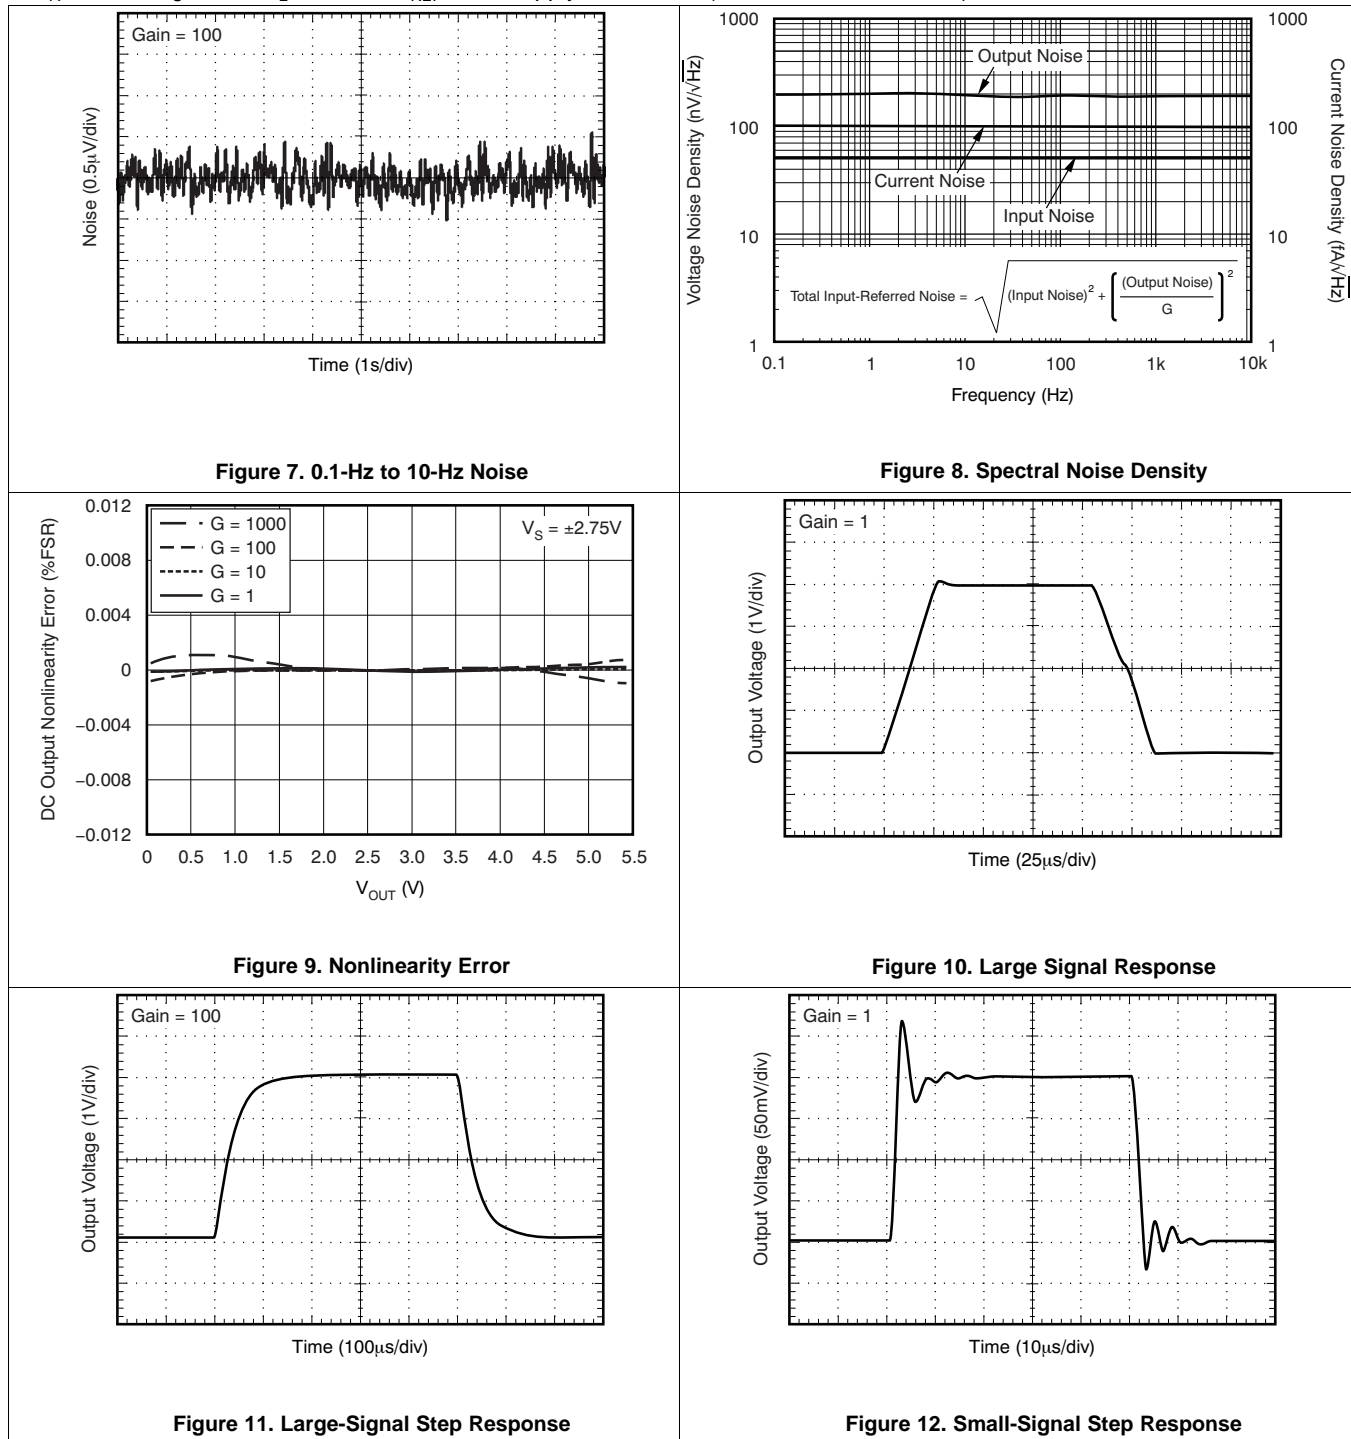 Gain = 100
Noise (0.5μV/div)
Time (1s/div)
Figure 7. 0.1-Hz to 10-Hz Noise
1000
100
10
1
Voltage Noise Density (nV/√Hz)
1000
100
10
1
Current Noise Density (fA/√Hz)
Output Noise
Current Noise
Input Noise
Total Input-Referred Noise = √ (Input Noise)² + [ (Output Noise) / G ]²
0.1 1 10 100 1k 10k
Frequency (Hz)
Figure 8. Spectral Noise Density
DC Output Nonlinearity Error (%FSR)
0.012
0.008
0.004
0
−0.004
−0.008
−0.012
G = 1000
G = 100
G = 10
G = 1
V_S = ±2.75V
0 0.5 1.0 1.5 2.0 2.5 3.0 3.5 4.0 4.5 5.0 5.5
V_OUT (V)
Figure 9. Nonlinearity Error
Gain = 1
Output Voltage (1V/div)
Time (25μs/div)
Figure 10. Large Signal Response
Gain = 100
Output Voltage (1V/div)
Time (100μs/div)
Figure 11. Large-Signal Step Response
Gain = 1
Output Voltage (50mV/div)
Time (10μs/div)
Figure 12. Small-Signal Step Response